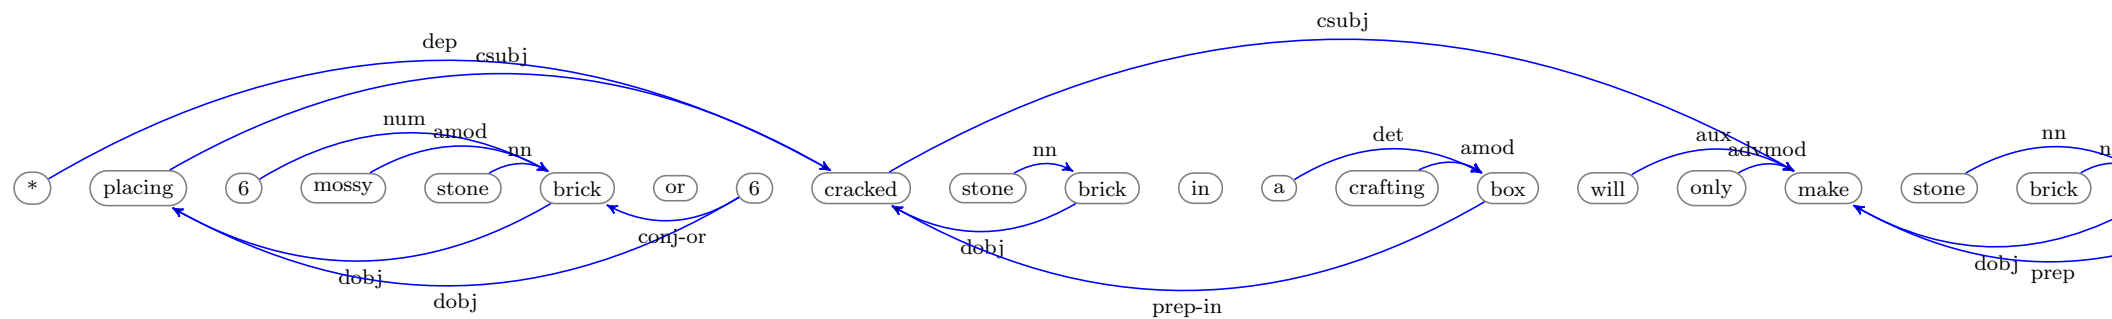 csubj
dep
csubj
num
amod
nn
nn
det
amod
aux
advmod
nn
* placing 6 mossy stone brick or 6 cracked stone brick in a crafting box will only make stone brick
conj-or
dobj
dobj
dobj
prep-in
dobj
prep